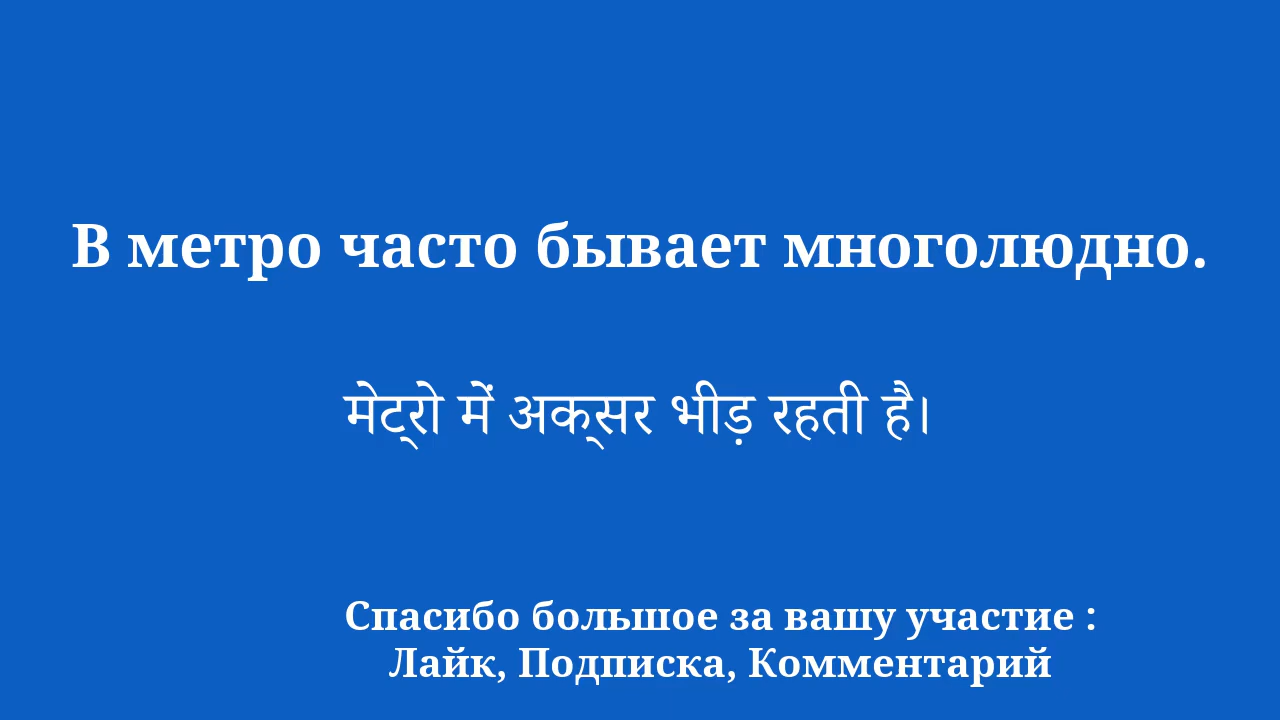 В метро часто бывает многолюдно.
मेट्रो में अक्सर भीड़ रहती है।
Спасибо большое за вашу участие :
Лайк, Подписка, Комментарий